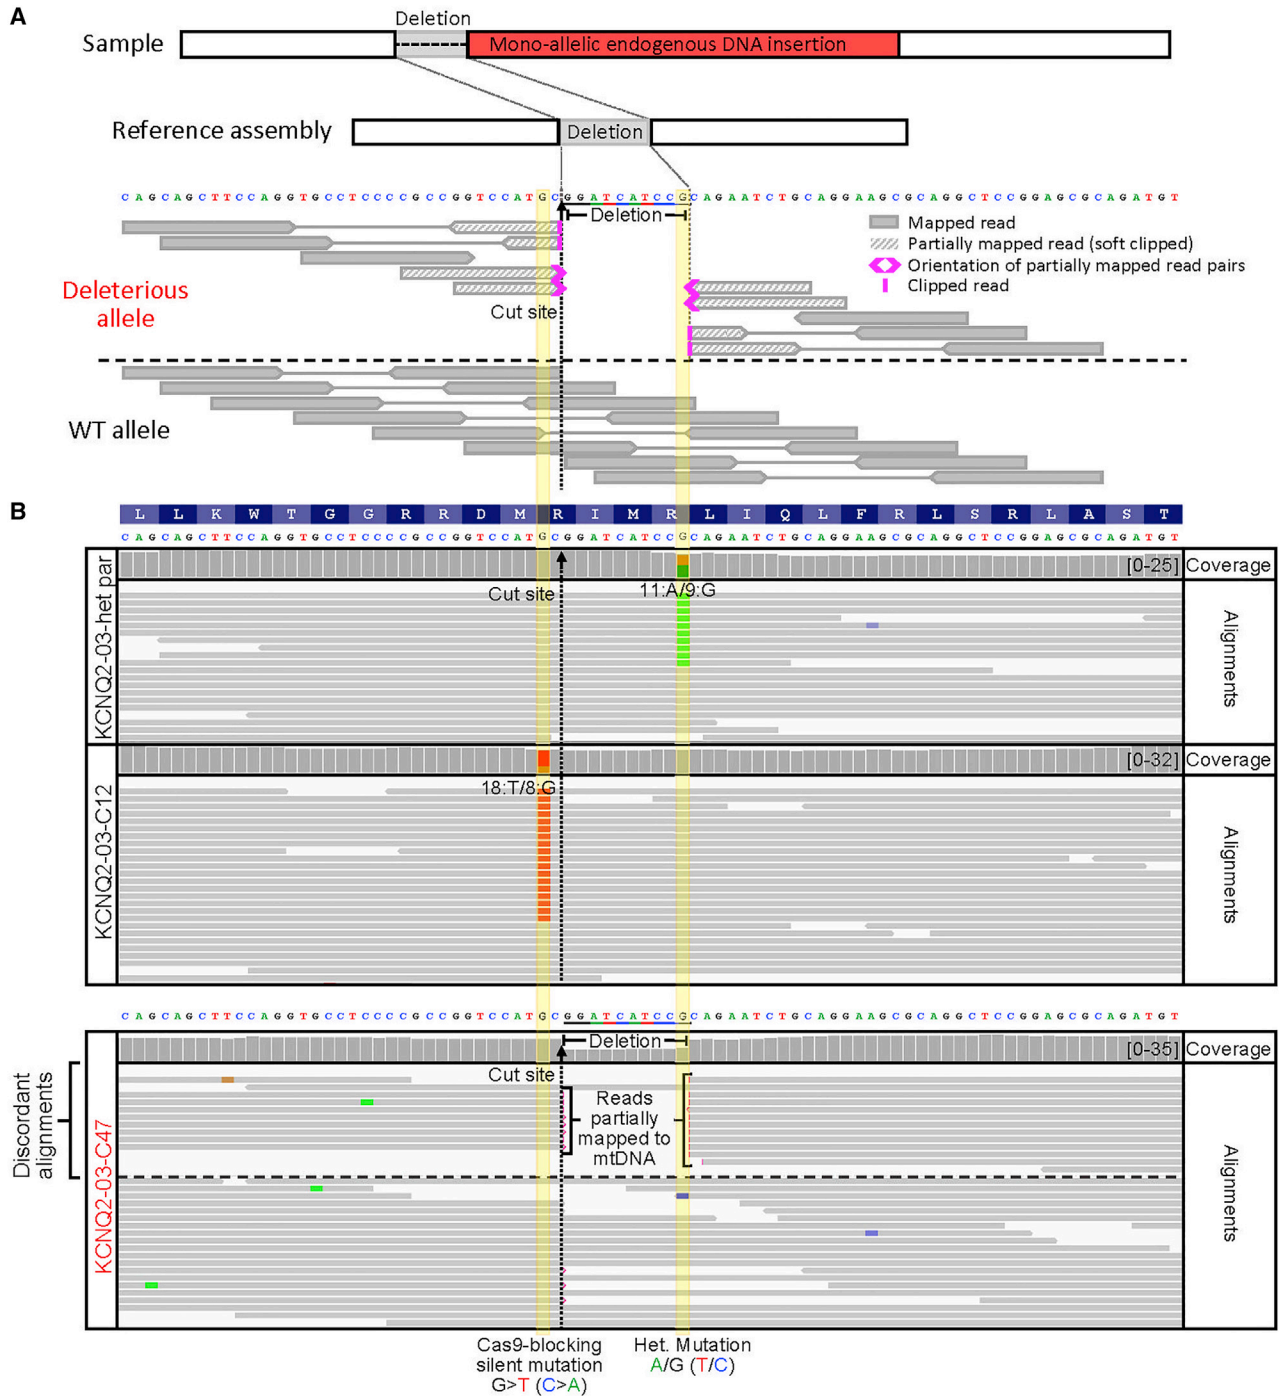 A
Deletion
Sample
Mono-allelic endogenous DNA insertion
Reference assembly
Deletion
C A G C A G C T T C C A G G T G C C T C C C C G C C G G T C C A T G C G G A T C A T C C G C A G A A T C T G C A G G A A G C G C A G G C T C C G G A G C G C A G A T G T
Deletion
Mapped read
Partially mapped read (soft clipped)
Orientation of partially mapped read pairs
Clipped read
Deleterious
allele
Cut site
WT allele
B
L L K W T G G R R D M R I M R L I Q L F R L S R L A S T
C A G C A G C T T C C A G G T G C C T C C C C G C C G G T C C A T G C G G A T C A T C C G C A G A A T C T G C A G G A A G C G C A G G C T C C G G A G C G C A G A T G T
KCNQ2-03-het par
[0-25]
Coverage
Cut site
11:A/9:G
Alignments
KCNQ2-03-C12
[0-32]
Coverage
18:T/8:G
Alignments
C A G C A G C T T C C A G G T G C C T C C C C G C C G G T C C A T G C G G A T C A T C C G C A G A A T C T G C A G G A A G C G C A G G C T C C G G A G C G C A G A T G T
Deletion
[0-35]
Coverage
Discordant
alignments
KCNQ2-03-C47
Cut site
Reads
partially
mapped to
mtDNA
Alignments
Cas9-blocking
silent mutation
G>T (C>A)
Het. Mutation
A/G (T/C)